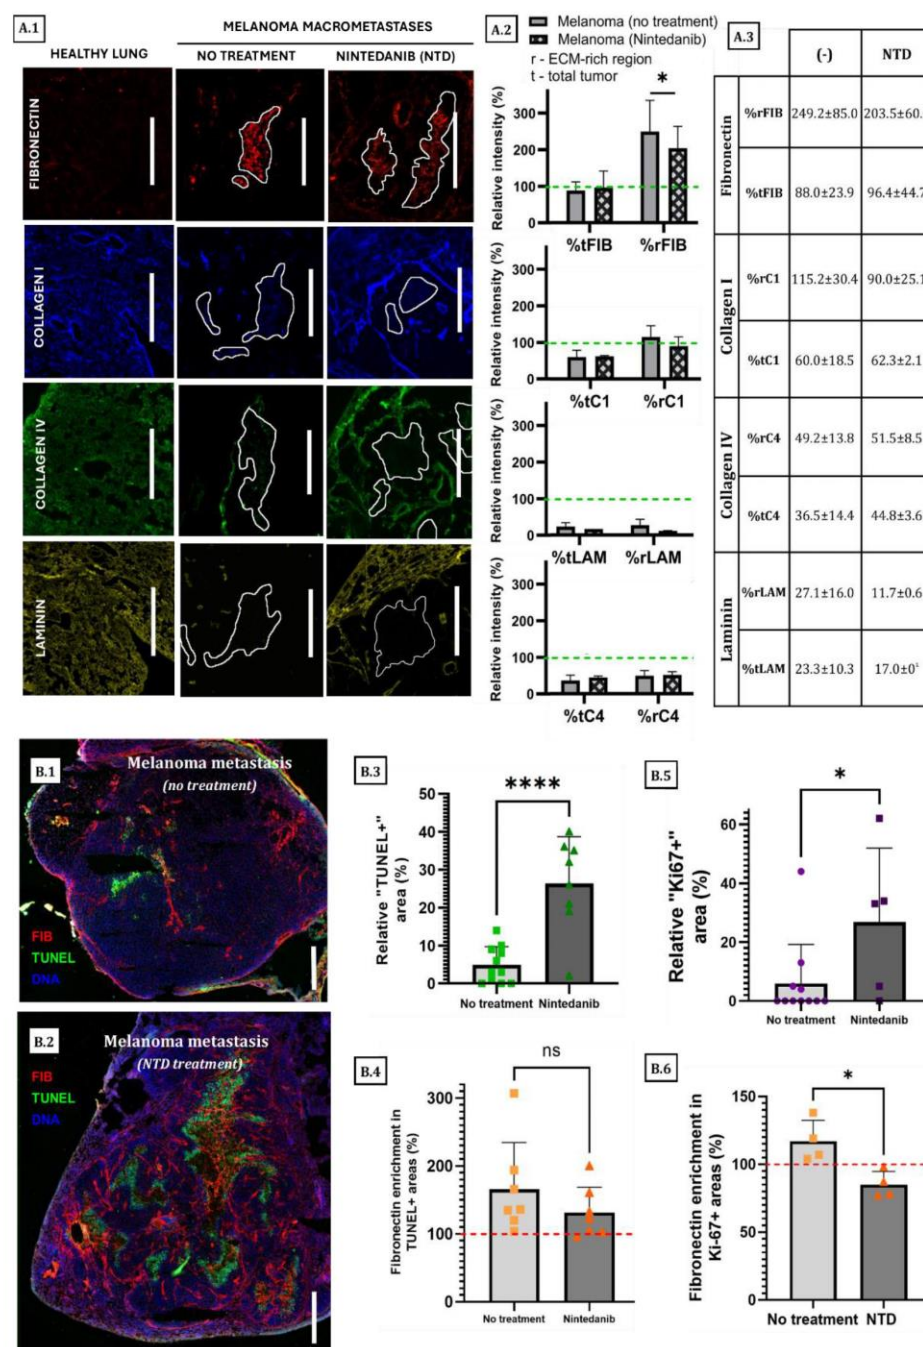 A.1
MELANOMA MACROMETASTASES
HEALTHY LUNG
NO TREATMENT
NINTEDANIB (NTD)
FIBRONECTIN
COLLAGEN I
COLLAGEN IV
LAMININ
A.2
Melanoma (no treatment)
Melanoma (Nintedanib)
r - ECM-rich region
t - total tumor
*
Relative intensity (%)
300
200
100
0
%tFIB %rFIB
Relative intensity (%)
300
200
100
0
%tC1 %rC1
Relative intensity (%)
300
200
100
0
%tLAM %rLAM
Relative intensity (%)
300
200
100
0
%tC4 %rC4
A.3
(-) NTD
Fibronectin
%rFIB 249.2±85.0 203.5±60.
%tFIB 88.0±23.9 96.4±44.7
Collagen I
%rC1 115.2±30.4 90.0±25.1
%tC1 60.0±18.5 62.3±2.1
Collagen IV
%rC4 49.2±13.8 51.5±8.5
%tC4 36.5±14.4 44.8±3.6
Laminin
%rLAM 27.1±16.0 11.7±0.6
%tLAM 23.3±10.3 17.0±0
B.1
Melanoma metastasis
(no treatment)
FIB
TUNEL
DNA
B.2
Melanoma metastasis
(NTD treatment)
FIB
TUNEL
DNA
B.3
****
Relative "TUNEL+"
area (%)
50
40
30
20
10
0
No treatment Nintedanib
B.5
*
Relative "Ki67+"
area (%)
60
40
20
0
No treatment Nintedanib
B.4
ns
Fibronectin enrichment in
TUNEL+ areas (%)
300
200
100
0
No treatment Nintedanib
B.6
*
Fibronectin enrichment in
Ki-67+ areas (%)
150
100
50
0
No treatment NTD